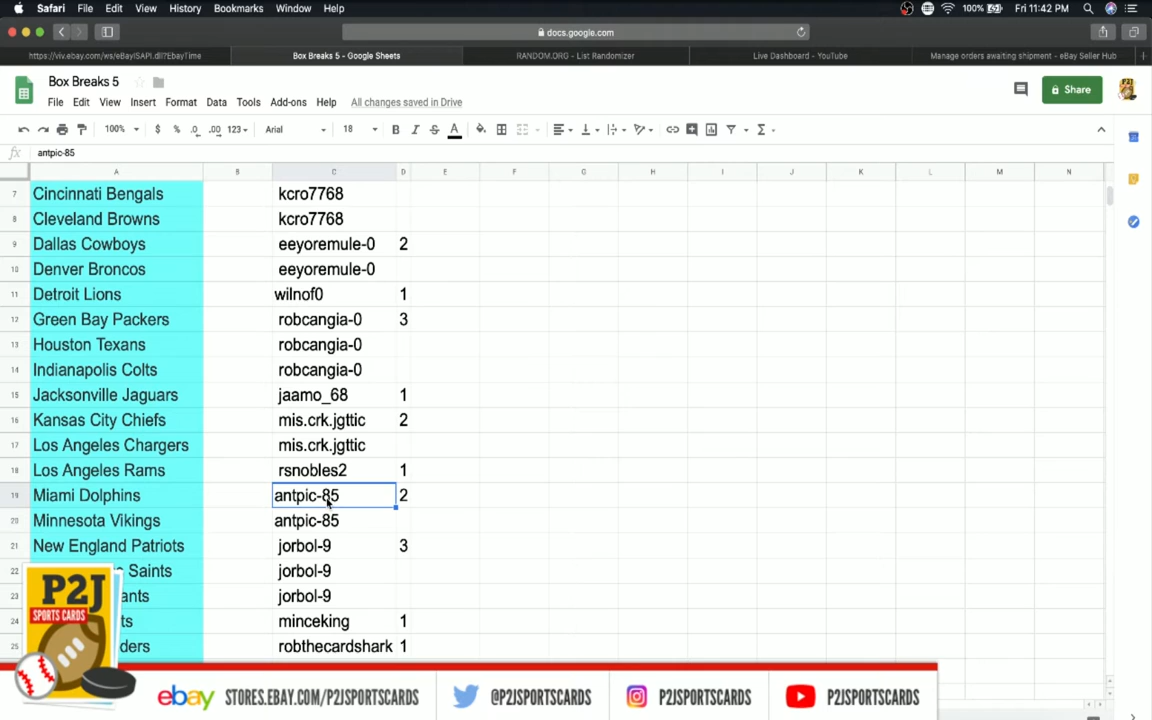 Safari File Edit View History Bookmarks Window Help 100% Fri 11:42 PM
docs.google.com
https://viv.ebay.com/ws/eBayISAPI.dll?EbayTime Box Breaks 5 - Google Sheets RANDOM.ORG - List Randomizer Live Dashboard - YouTube Manage orders awaiting shipment - eBay Seller Hub
Box Breaks 5
File Edit View Insert Format Data Tools Add-ons Help All changes saved in Drive
Share
100% $ % .0 .00 123 Arial 18 B I S A
fx antpic-85
A B C D E F G H I J K L M N
7 Cincinnati Bengals kcro7768
8 Cleveland Browns kcro7768
9 Dallas Cowboys eeyoremule-0 2
10 Denver Broncos eeyoremule-0
11 Detroit Lions wilnof0 1
12 Green Bay Packers robcangia-0 3
13 Houston Texans robcangia-0
14 Indianapolis Colts robcangia-0
15 Jacksonville Jaguars jaamo_68 1
16 Kansas City Chiefs mis.crk.jgttic 2
17 Los Angeles Chargers mis.crk.jgttic
18 Los Angeles Rams rsnobles2 1
19 Miami Dolphins antpic-85 2
20 Minnesota Vikings antpic-85
21 New England Patriots jorbol-9 3
22 Saints jorbol-9
23 ants jorbol-9
24 ts minceking 1
25 ders robthecardshark 1
P2J
SPORTS CARDS
ebay STORES.EBAY.COM/P2JSPORTSCARDS @P2JSPORTSCARDS P2JSPORTSCARDS P2JSPORTSCARDS